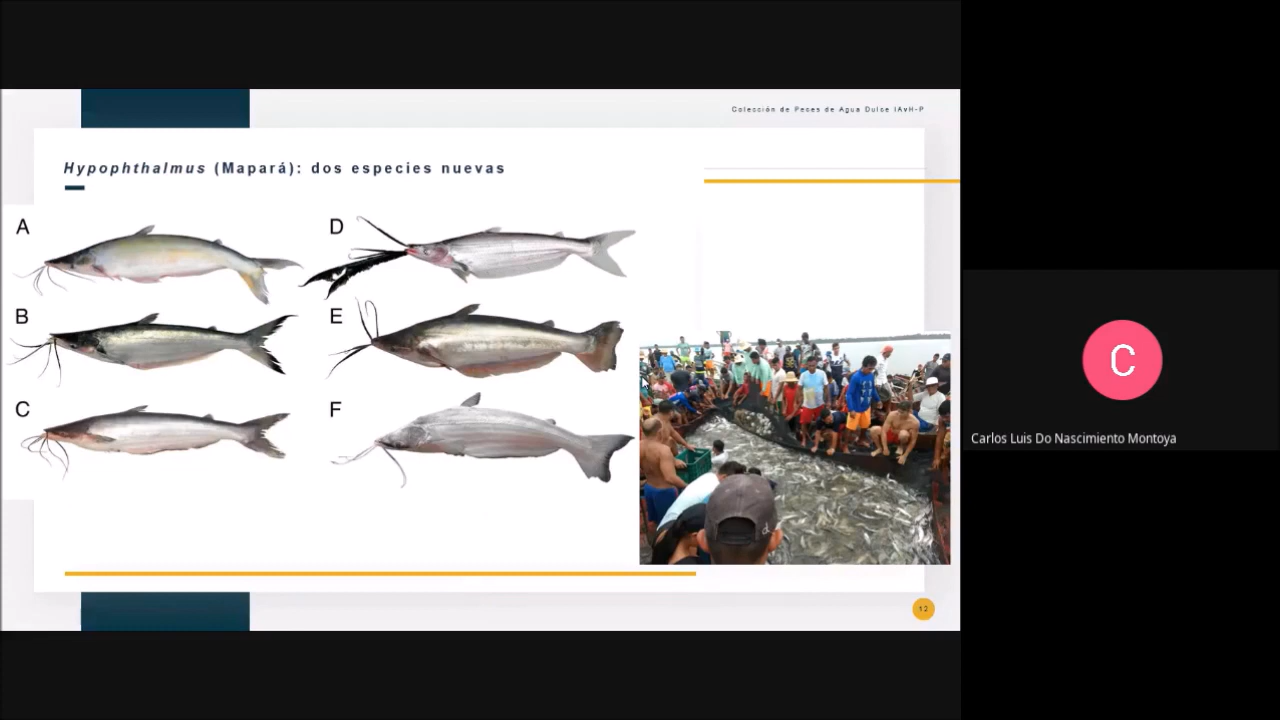 Colección de Peces de Agua Dulce IAvH-P
Hypophthalmus (Mapará): dos especies nuevas
A
D
B
E
C
F
12
C
Carlos Luis Do Nascimiento Montoya